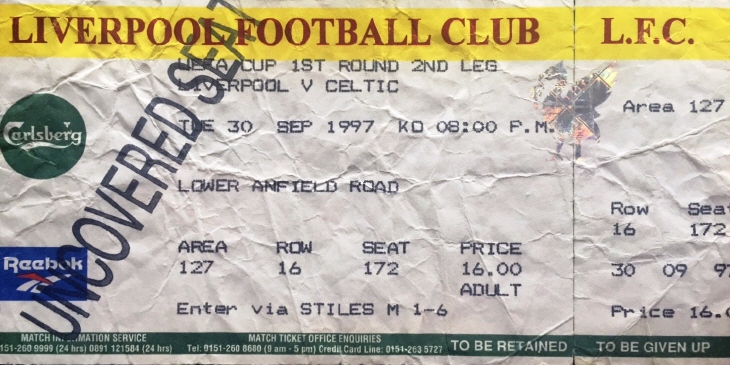 LIVERPOOL FOOTBALL CLUB
L.F.C.
UEFA CUP 1ST ROUND 2ND LEG
LIVERPOOL V CELTIC
TUE 30 SEP 1997 KO 08:00 P.M.
LOWER ANFIELD ROAD
AREA ROW SEAT PRICE
127 16 172 16.00
ADULT
Enter via STILES M 1-6
UNCOVERED SEAT
Carlsberg
Reebok
MATCH INFORMATION SERVICE
151-260 9999 (24 hrs) 0891 121584 (24 hrs)
MATCH TICKET OFFICE ENQUIRIES
Tel: 0151-260 8680 (9 am - 5 pm) Credit Card Line: 0151-263 5727
TO BE RETAINED
Area 127
Row Seat
16 172
30 09 97
Price 16.0
TO BE GIVEN UP